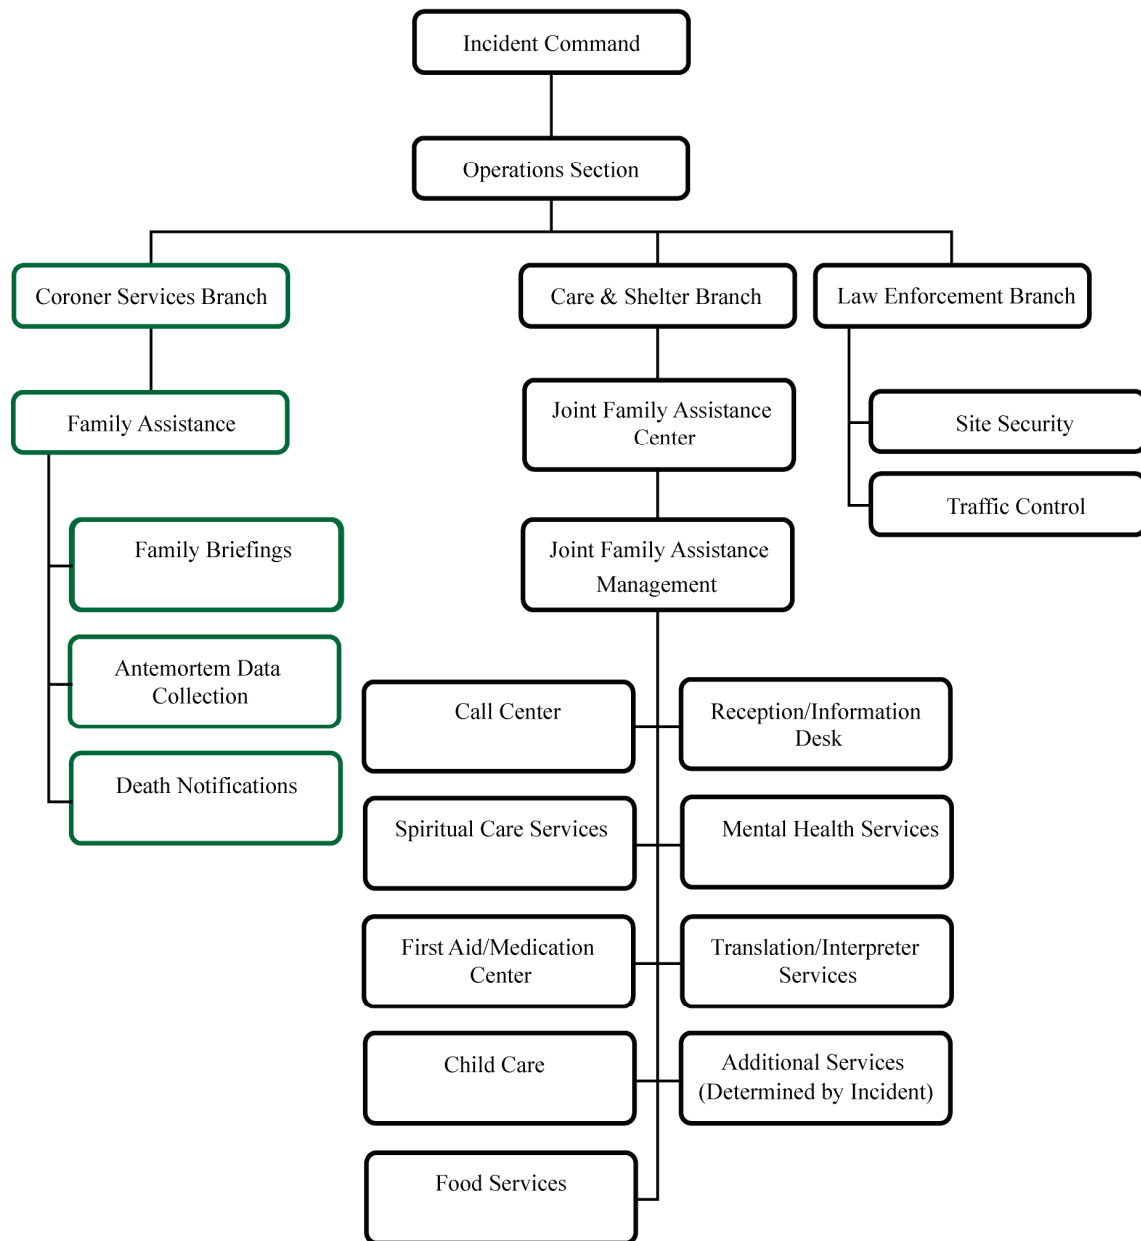 Incident Command
Operations Section
Coroner Services Branch
Care & Shelter Branch
Law Enforcement Branch
Family Assistance
Joint Family Assistance
Center
Site Security
Traffic Control
Family Briefings
Joint Family Assistance
Management
Antemortem Data
Collection
Death Notifications
Call Center
Reception/Information
Desk
Spiritual Care Services
Mental Health Services
First Aid/Medication
Center
Translation/Interpreter
Services
Child Care
Additional Services
(Determined by Incident)
Food Services